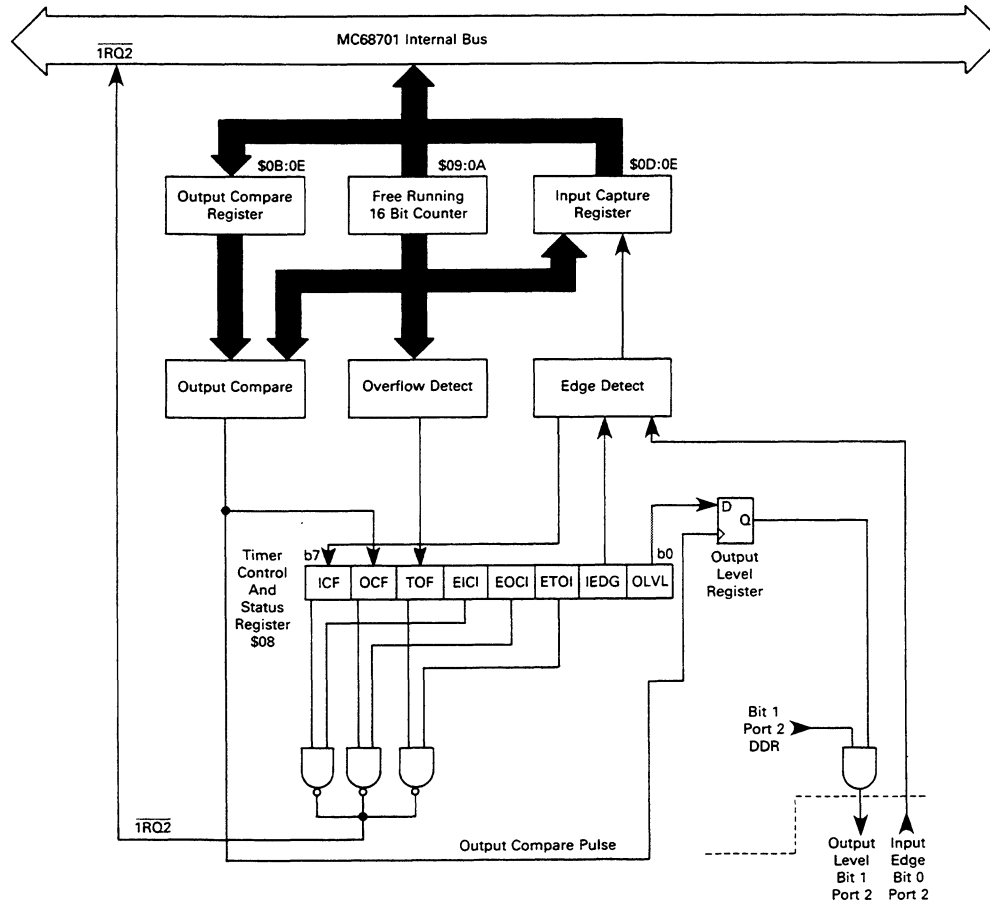 MC68701 Internal Bus
1RQ2
$0B:0E
$09:0A
$0D:0E
Output Compare
Register
Free Running
16 Bit Counter
Input Capture
Register
Output Compare
Overflow Detect
Edge Detect
D
Q
Output
Level
Register
Timer
Control
And
Status
Register
$08
b7
b0
ICF
OCF
TOF
EICI
EOCI
ETOI
IEDG
OLVL
Bit 1
Port 2
DDR
1RQ2
Output Compare Pulse
Output
Level
Bit 1
Port 2
Input
Edge
Bit 0
Port 2